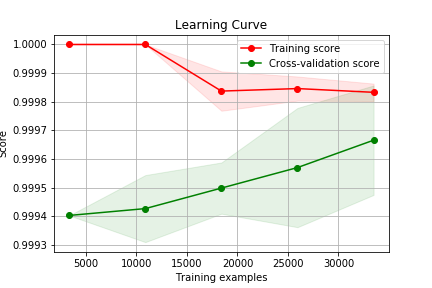 Learning Curve
Training score
Cross-validation score
1.0000
0.9999
0.9998
0.9997
0.9996
0.9995
0.9994
0.9993
Score
5000 10000 15000 20000 25000 30000
Training examples